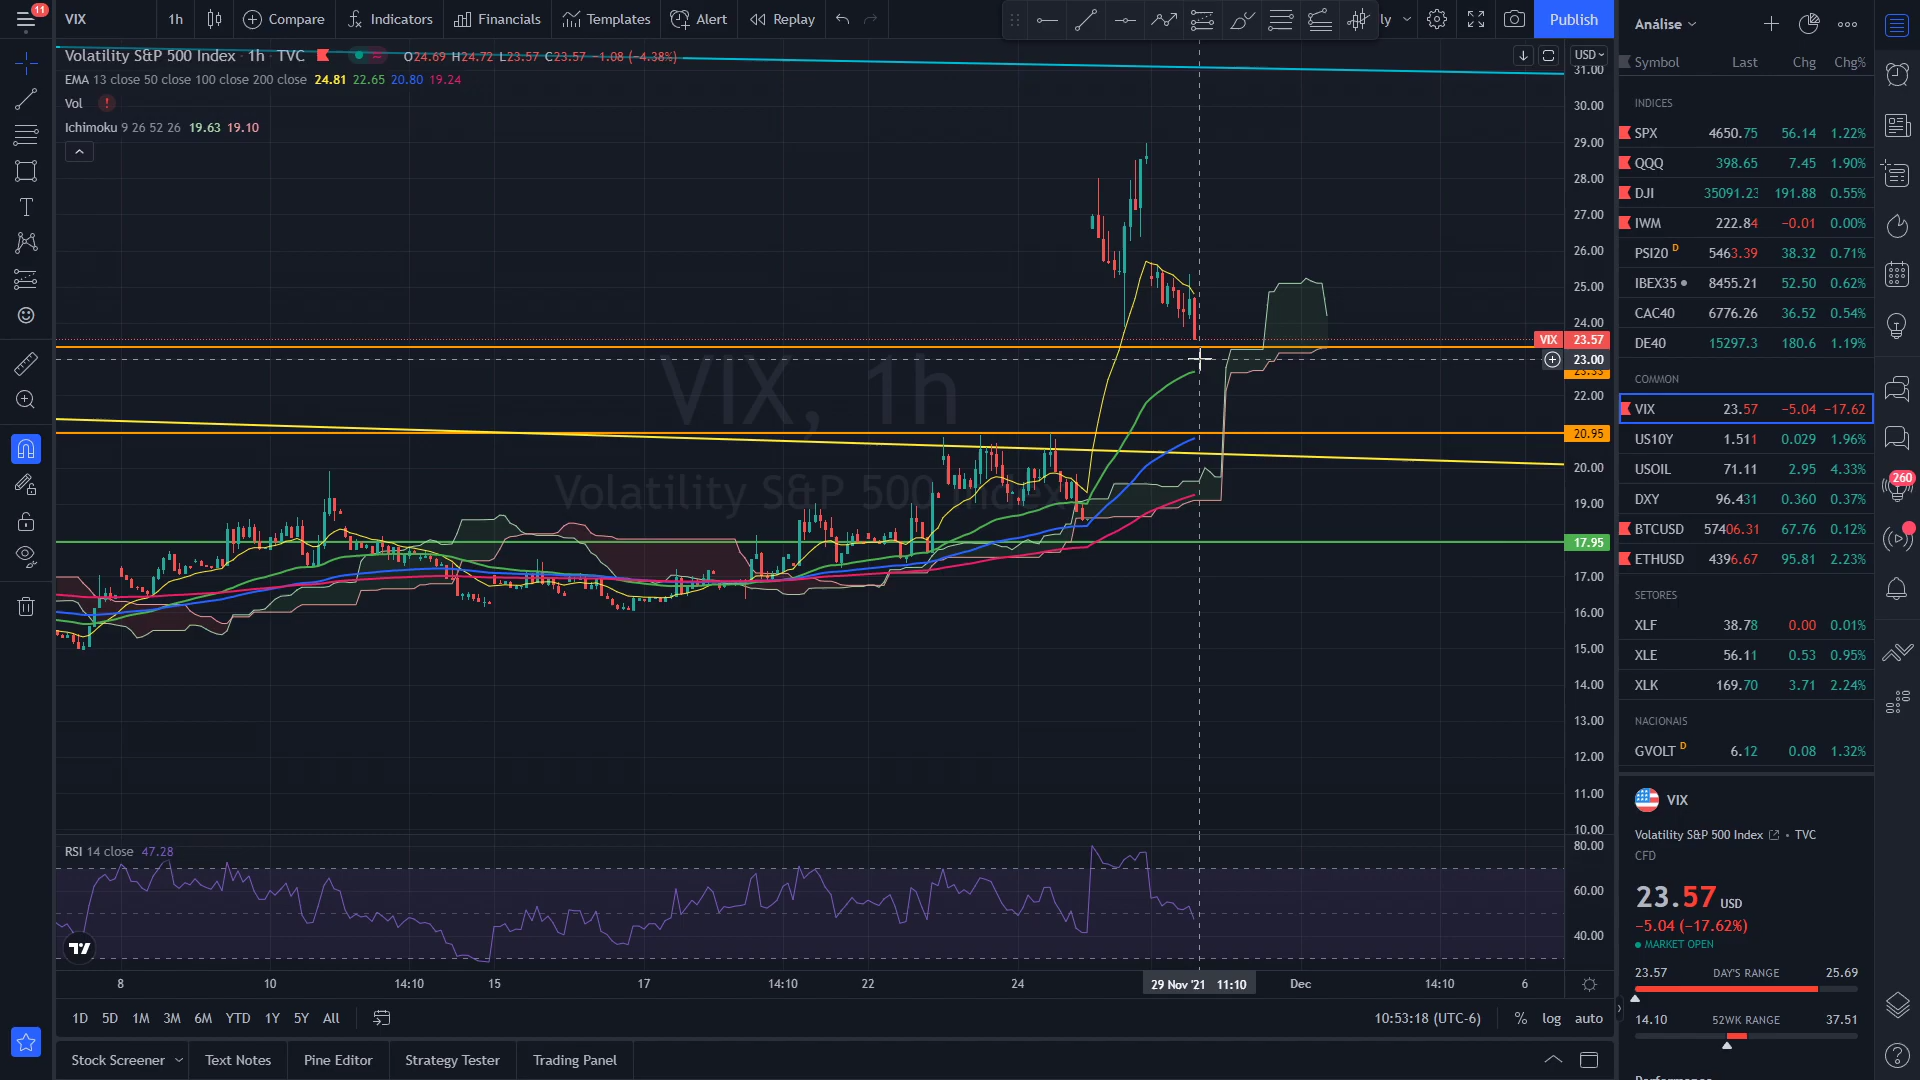 11
VIX
1h
Compare
Indicators
Financials
Templates
Alert
Replay
ly
Publish
Volatility S&P 500 Index · 1h · TVC
O24.69 H24.72 L23.57 C23.57 −1.08 (−4.38%)
EMA 13 close 50 close 100 close 200 close 24.81 22.65 20.80 19.24
Vol !
Ichimoku 9 26 52 26 19.63 19.10
VIX, 1h
Volatility S&P 500 Index
USD
31.00
30.00
29.00
28.00
27.00
26.00
25.00
24.00
VIX 23.57
23.00
22.00
20.95
20.00
19.00
17.95
17.00
16.00
15.00
14.00
13.00
12.00
11.00
10.00
RSI 14 close 47.28
80.00
60.00
40.00
8
10
14:10
15
17
14:10
22
24
29 Nov '21 11:10
Dec
14:10
6
1D 5D 1M 3M 6M YTD 1Y 5Y All
10:53:18 (UTC-6)
% log auto
Stock Screener
Text Notes
Pine Editor
Strategy Tester
Trading Panel
Análise
Symbol Last Chg Chg%
INDICES
SPX 4650.75 56.14 1.22%
QQQ 398.65 7.45 1.90%
DJI 35091.23 191.88 0.55%
IWM 222.84 −0.01 0.00%
PSI20 D 5463.39 38.32 0.71%
IBEX35 8455.21 52.50 0.62%
CAC40 6776.26 36.52 0.54%
DE40 15297.3 180.6 1.19%
COMMON
VIX 23.57 −5.04 −17.62
US10Y 1.511 0.029 1.96%
USOIL 71.11 2.95 4.33%
DXY 96.431 0.360 0.37%
BTCUSD 57406.31 67.76 0.12%
ETHUSD 4396.67 95.81 2.23%
SETORES
XLF 38.78 0.00 0.01%
XLE 56.11 0.53 0.95%
XLK 169.70 3.71 2.24%
NACIONAIS
GVOLT D 6.12 0.08 1.32%
VIX
Volatility S&P 500 Index • TVC
CFD
23.57 USD
−5.04 (−17.62%)
MARKET OPEN
23.57 DAY'S RANGE 25.69
14.10 52WK RANGE 37.51
260